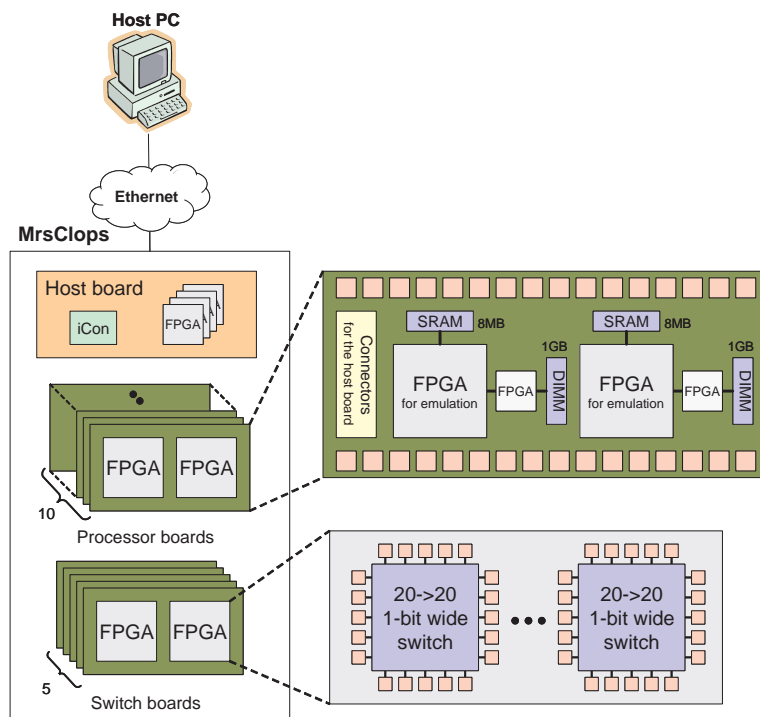 Host PC
Ethernet
MrsClops
Host board
iCon
FPGA
Connectors
for the host board
SRAM
8MB
FPGA
for emulation
FPGA
1GB
DIMM
SRAM
8MB
FPGA
for emulation
FPGA
1GB
DIMM
FPGA
FPGA
10
Processor boards
FPGA
FPGA
5
Switch boards
20->20
1-bit wide
switch
20->20
1-bit wide
switch